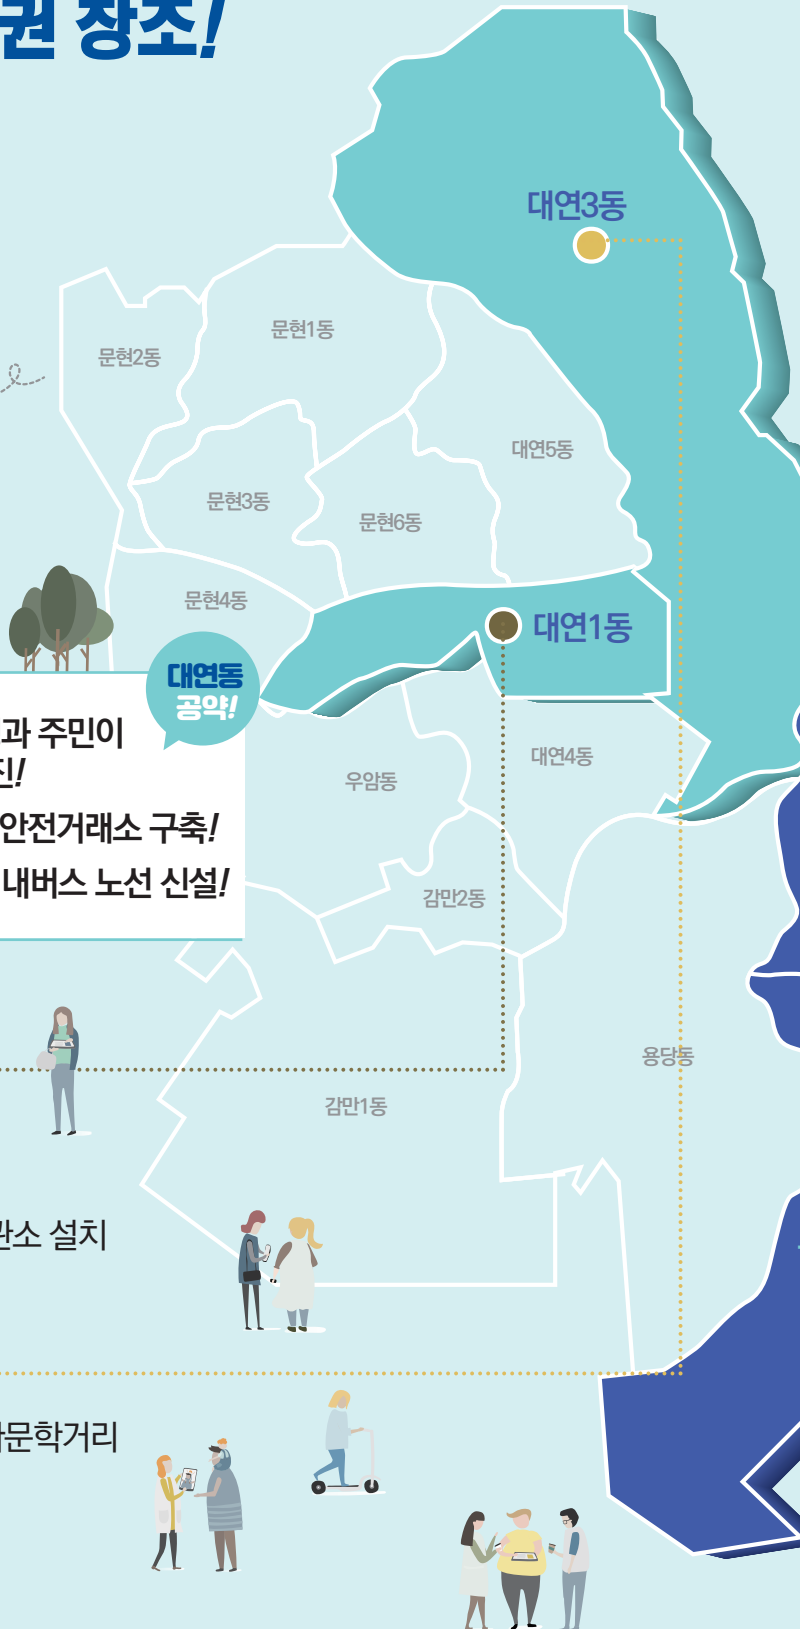 권 창조!
대연3동
문현1동
문현2동
대연5동
문현3동
문현6동
문현4동
대연1동
대연동
공약!
과 주민이
진!
안전거래소 구축!
내버스 노선 신설!
대연4동
우암동
감만2동
용당동
감만1동
관소 설치
문학거리